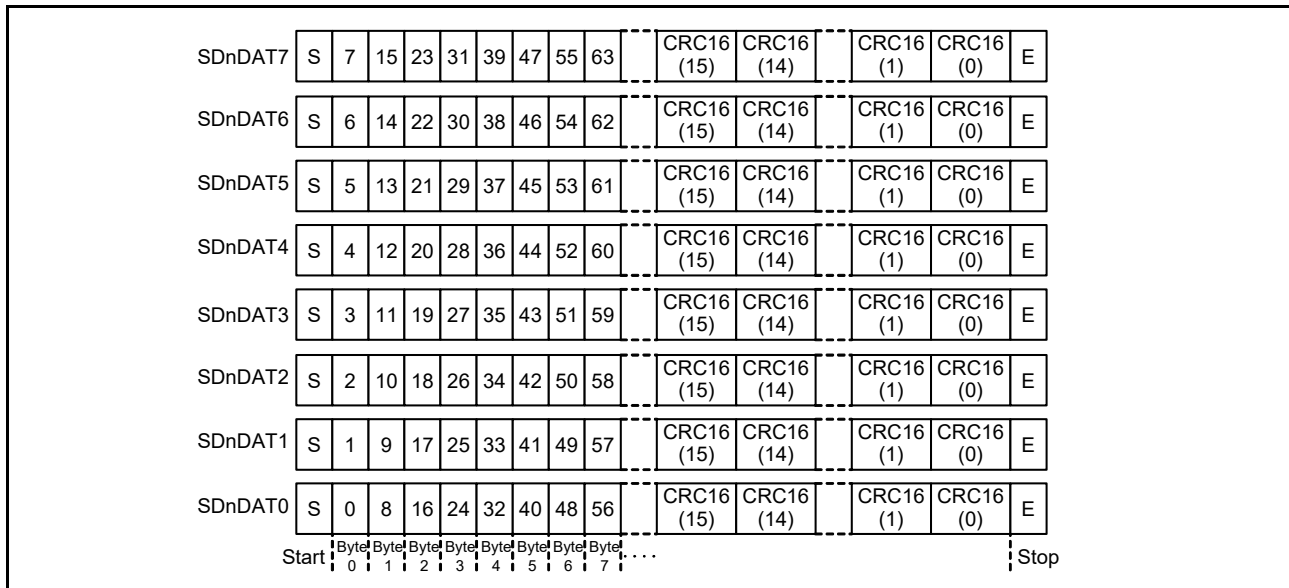 SDnDAT7 S 7 15 23 31 39 47 55 63 CRC16 (15) CRC16 (14) CRC16 (1) CRC16 (0) E
SDnDAT6 S 6 14 22 30 38 46 54 62 CRC16 (15) CRC16 (14) CRC16 (1) CRC16 (0) E
SDnDAT5 S 5 13 21 29 37 45 53 61 CRC16 (15) CRC16 (14) CRC16 (1) CRC16 (0) E
SDnDAT4 S 4 12 20 28 36 44 52 60 CRC16 (15) CRC16 (14) CRC16 (1) CRC16 (0) E
SDnDAT3 S 3 11 19 27 35 43 51 59 CRC16 (15) CRC16 (14) CRC16 (1) CRC16 (0) E
SDnDAT2 S 2 10 18 26 34 42 50 58 CRC16 (15) CRC16 (14) CRC16 (1) CRC16 (0) E
SDnDAT1 S 1 9 17 25 33 41 49 57 CRC16 (15) CRC16 (14) CRC16 (1) CRC16 (0) E
SDnDAT0 S 0 8 16 24 32 40 48 56 CRC16 (15) CRC16 (14) CRC16 (1) CRC16 (0) E
Start Byte 0 Byte 1 Byte 2 Byte 3 Byte 4 Byte 5 Byte 6 Byte 7 . . . . Stop